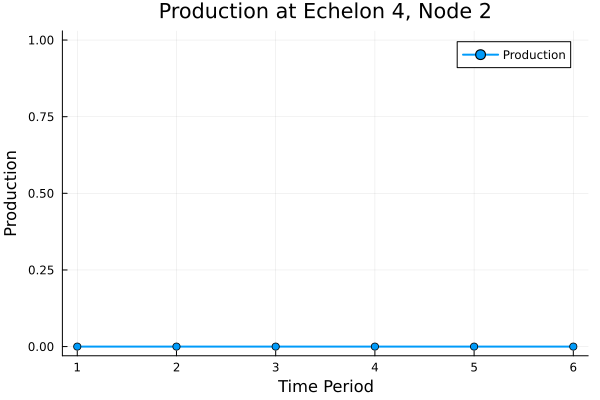 Production at Echelon 4, Node 2
Production
1.00
0.75
0.50
0.25
0.00
Production
1 2 3 4 5 6
Time Period